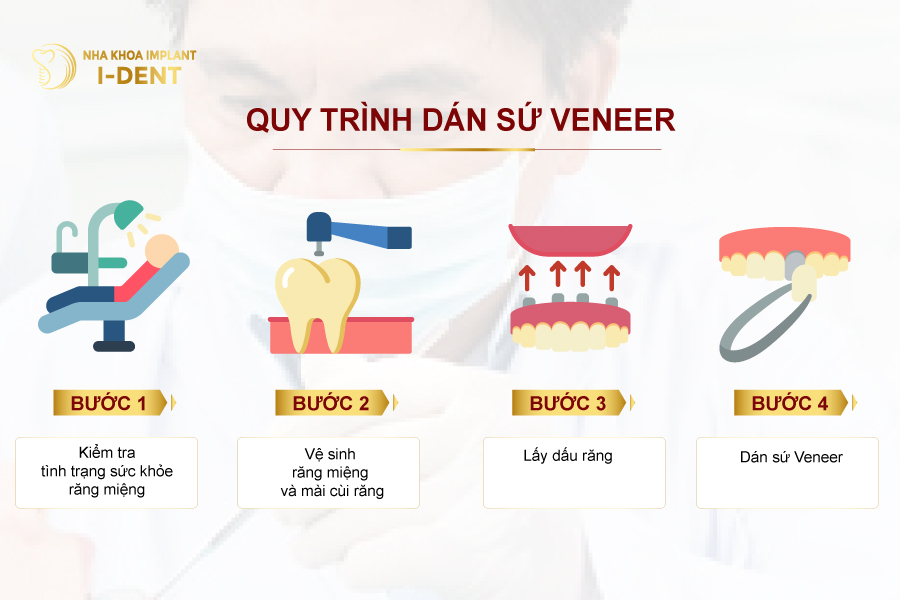 NHA KHOA IMPLANT
I-DENT
QUY TRÌNH DÁN SỨ VENEER
BƯỚC 1
Kiểm tra
tình trạng sức khỏe
răng miệng
BƯỚC 2
Vệ sinh
răng miệng
và mài cùi răng
BƯỚC 3
Lấy dấu răng
BƯỚC 4
Dán sứ Veneer